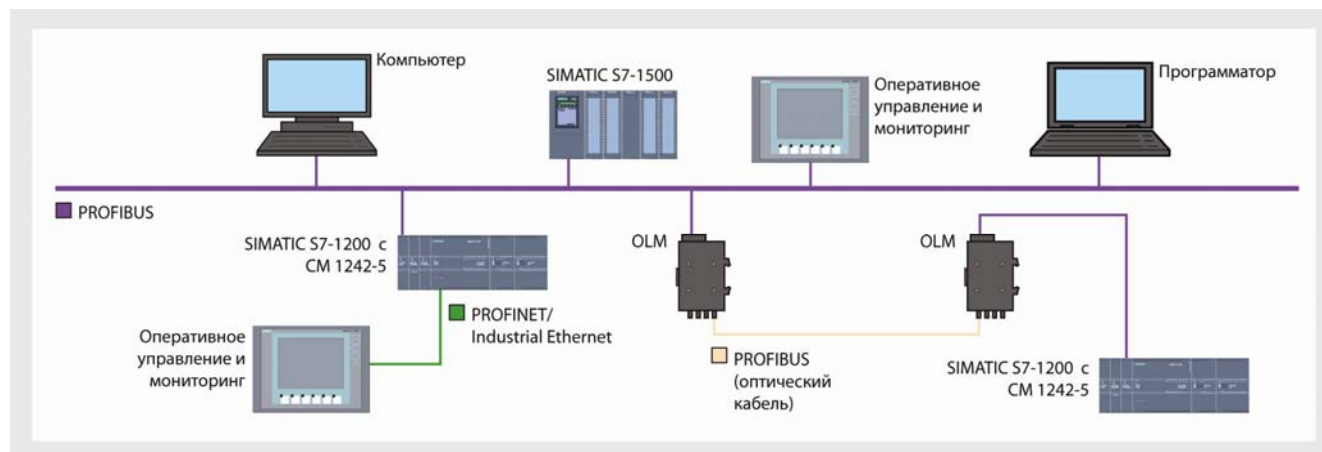 Компьютер
SIMATIC S7-1500
Оперативное
управление и
мониторинг
Программатор
PROFIBUS
SIMATIC S7-1200 с
CM 1242-5
OLM
OLM
PROFINET/
Industrial Ethernet
Оперативное
управление и
мониторинг
PROFIBUS
(оптический
кабель)
SIMATIC S7-1200 с
CM 1242-5